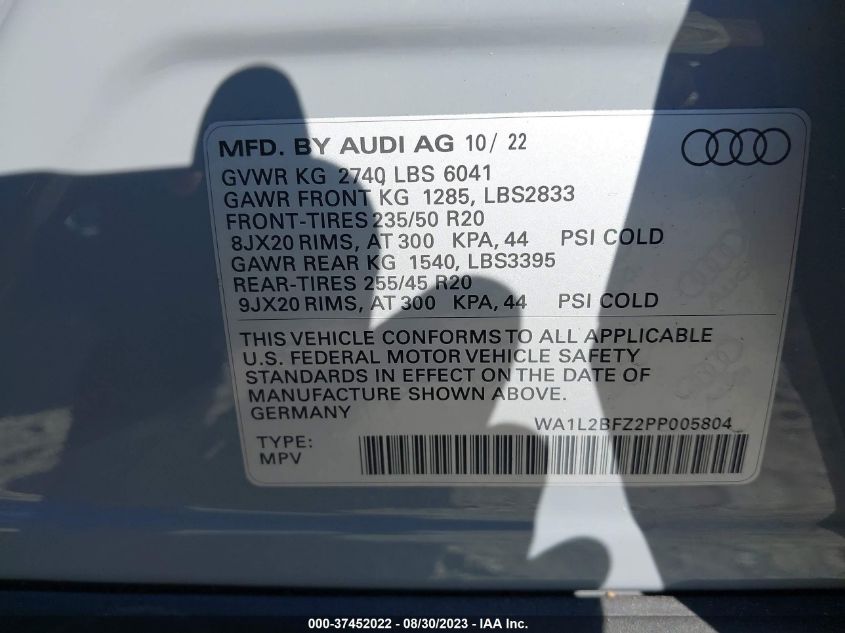 MFD. BY AUDI AG 10/ 22
GVWR KG 2740 LBS 6041
GAWR FRONT KG 1285, LBS2833
FRONT-TIRES 235/50 R20
8JX20 RIMS, AT 300 KPA, 44 PSI COLD
GAWR REAR KG 1540, LBS3395
REAR-TIRES 255/45 R20
9JX20 RIMS, AT 300 KPA, 44 PSI COLD
THIS VEHICLE CONFORMS TO ALL APPLICABLE
U.S. FEDERAL MOTOR VEHICLE SAFETY
STANDARDS IN EFFECT ON THE DATE OF
MANUFACTURE SHOWN ABOVE.
GERMANY
WA1L2BFZ2PP005804
TYPE:
MPV
000-37452022 - 08/30/2023 - IAA Inc.